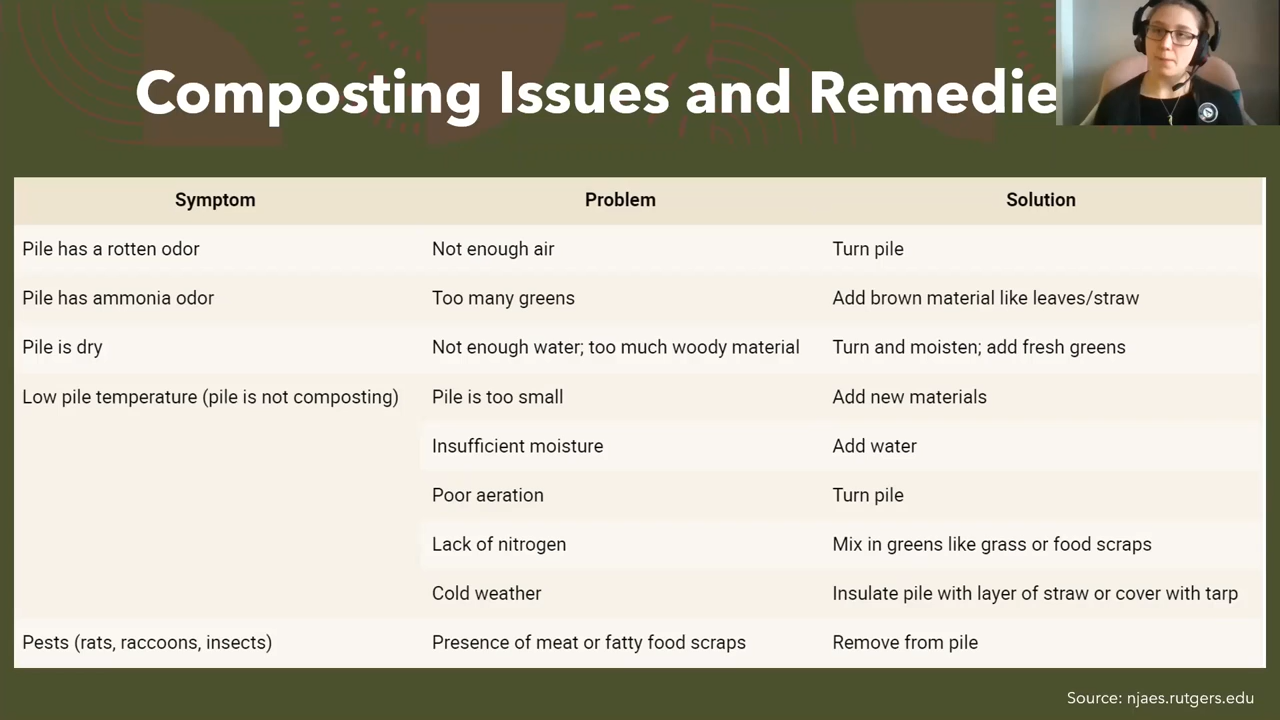 Composting Issues and Remedie
Symptom Problem Solution
Pile has a rotten odor Not enough air Turn pile
Pile has ammonia odor Too many greens Add brown material like leaves/straw
Pile is dry Not enough water; too much woody material Turn and moisten; add fresh greens
Low pile temperature (pile is not composting) Pile is too small Add new materials
Insufficient moisture Add water
Poor aeration Turn pile
Lack of nitrogen Mix in greens like grass or food scraps
Cold weather Insulate pile with layer of straw or cover with tarp
Pests (rats, raccoons, insects) Presence of meat or fatty food scraps Remove from pile
Source: njaes.rutgers.edu